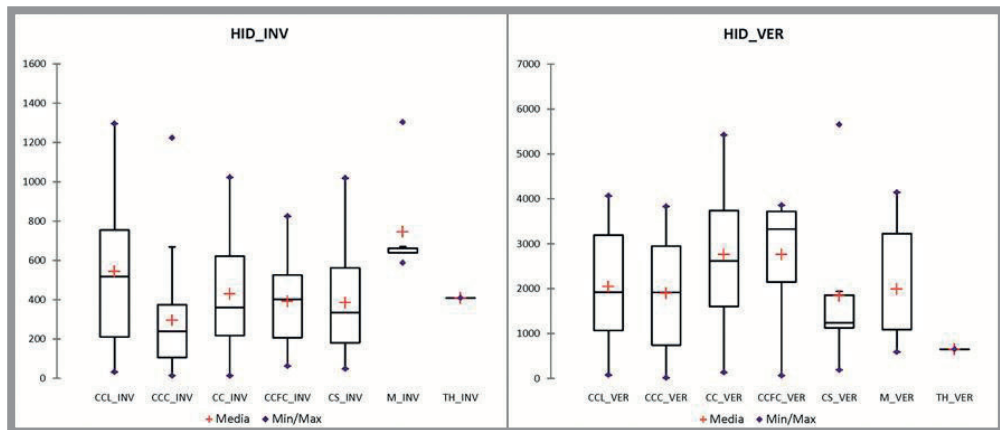 HID_INV
1600
1400
1200
1000
800
600
400
200
0
CCL_INV CCC_INV CC_INV CCFC_INV CS_INV M_INV TH_INV
Media Min/Max
HID_VER
7000
6000
5000
4000
3000
2000
1000
0
CCL_VER CCC_VER CC_VER CCFC_VER CS_VER M_VER TH_VER
Media Min/Max